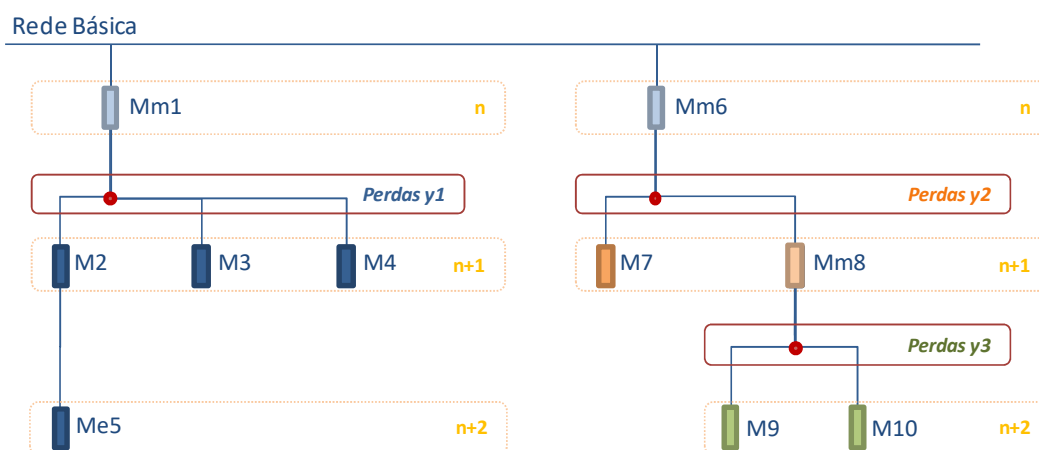 Rede Básica
Mm1
n
Mm6
n
Perdas y1
Perdas y2
M2
M3
M4
n+1
M7
Mm8
n+1
Perdas y3
Me5
n+2
M9
M10
n+2